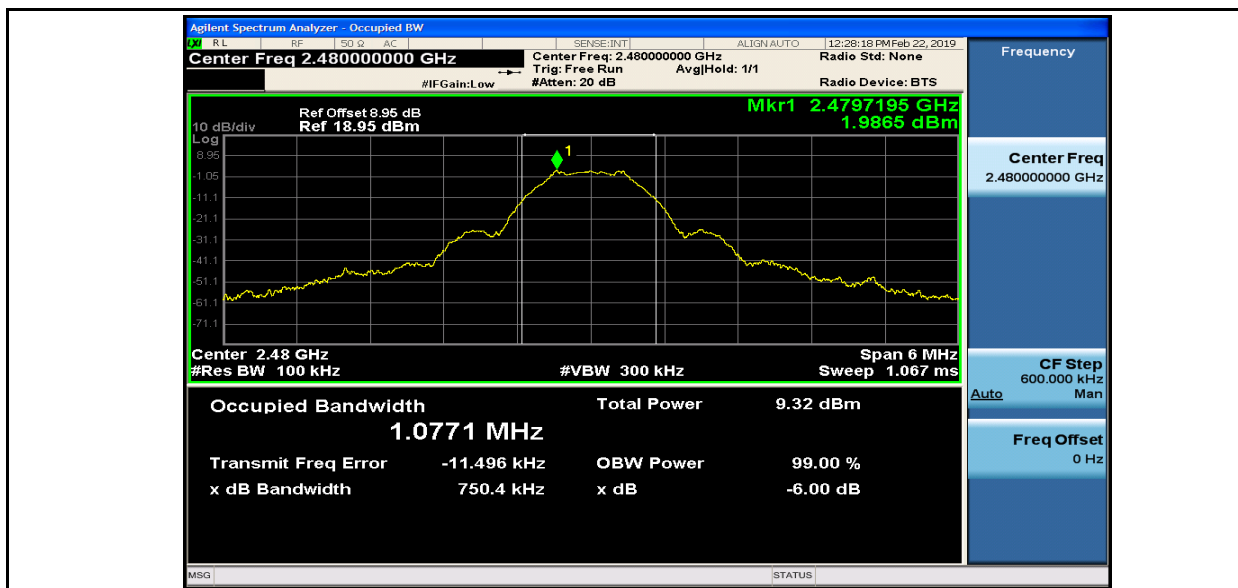 Agilent Spectrum Analyzer - Occupied BW
LXI RL RF 50 Ω AC SENSE:INT ALIGN AUTO 12:28:18 PM Feb 22, 2019
Center Freq 2.480000000 GHz
Center Freq: 2.480000000 GHz
Radio Std: None
Trig: Free Run Avg|Hold: 1/1
#IFGain:Low #Atten: 20 dB Radio Device: BTS
Ref Offset 8.95 dB
10 dB/div Ref 18.95 dBm
Mkr1 2.4797195 GHz
1.9865 dBm
Log
8.95
-1.05
-11.1
-21.1
-31.1
-41.1
-51.1
-61.1
-71.1
1
Center 2.48 GHz Span 6 MHz
#Res BW 100 kHz #VBW 300 kHz Sweep 1.067 ms
Occupied Bandwidth Total Power 9.32 dBm
1.0771 MHz
Transmit Freq Error -11.496 kHz OBW Power 99.00 %
x dB Bandwidth 750.4 kHz x dB -6.00 dB
MSG STATUS
Frequency
Center Freq
2.480000000 GHz
CF Step
600.000 kHz
Auto Man
Freq Offset
0 Hz